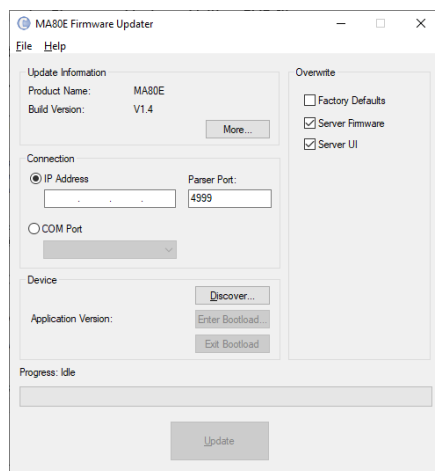 MA80E Firmware Updater
File Help
Update Information
Product Name: MA80E
Build Version: V1.4
More...
Overwrite
Factory Defaults
Server Firmware
Server UI
Connection
IP Address
Parser Port:
. . . 4999
COM Port
Device
Discover...
Application Version: Enter Bootload...
Exit Bootload
Progress: Idle
Update